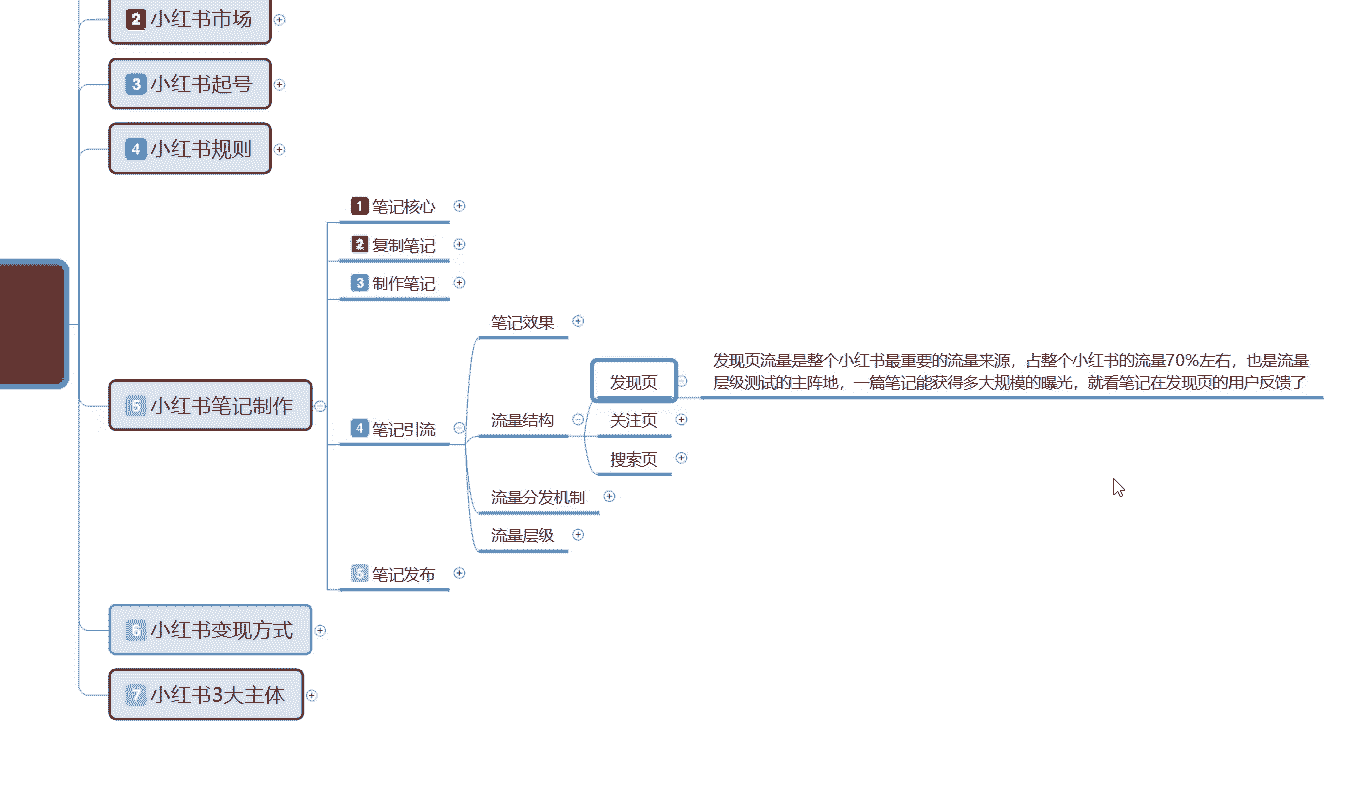 2 小红书市场
3 小红书起号
4 小红书规则
1 笔记核心
2 复制笔记
3 制作笔记
笔记效果
发现页
发现页流量是整个小红书最重要的流量来源，占整个小红书的流量70%左右，也是流量
层级测试的主阵地，一篇笔记能获得多大规模的曝光，就看笔记在发现页的用户反馈了
5 小红书笔记制作
流量结构
关注页
4 笔记引流
搜索页
流量分发机制
流量层级
5 笔记发布
6 小红书变现方式
7 小红书3大主体